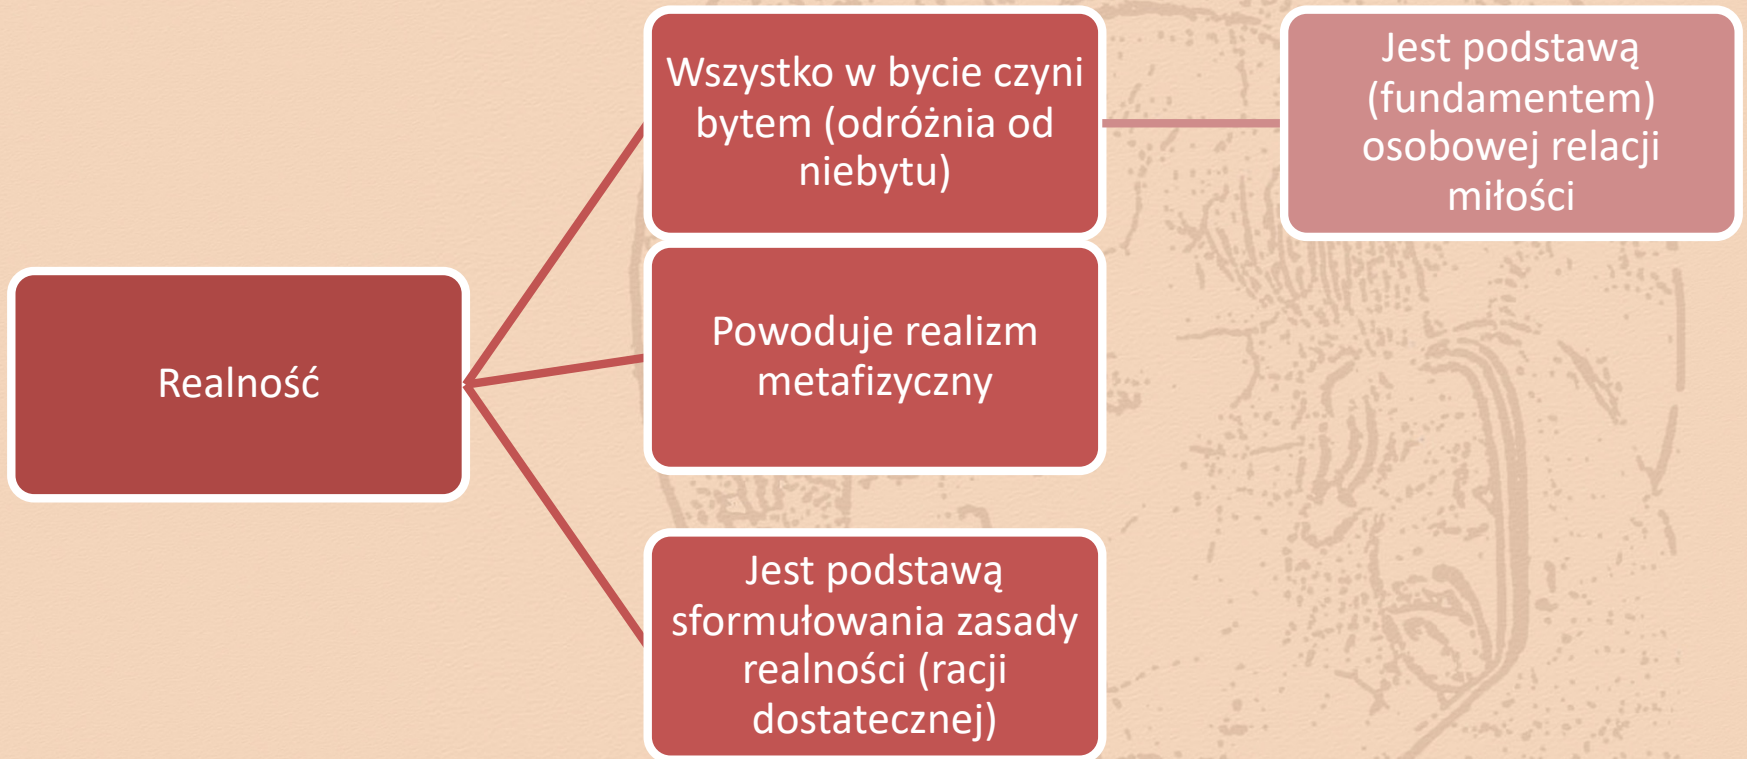 Realność
Wszystko w bycie czyni
bytem (odróżnia od
niebytu)
Jest podstawą
(fundamentem)
osobowej relacji
miłości
Powoduje realizm
metafizyczny
Jest podstawą
sformułowania zasady
realności (racji
dostatecznej)